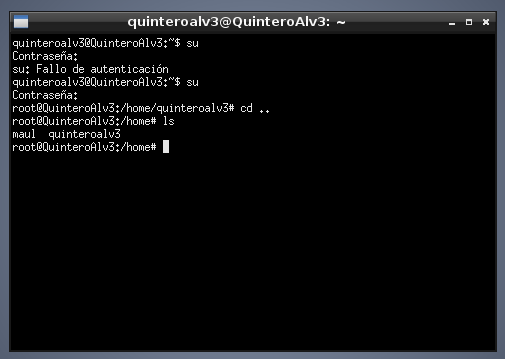 quinteroalv3@QuinteroAlv3: ~
quinteroalv3@QuinteroAlv3:~$ su
Contraseña:
su: Fallo de autenticación
quinteroalv3@QuinteroAlv3:~$ su
Contraseña:
root@QuinteroAlv3:/home/quinteroalv3# cd ..
root@QuinteroAlv3:/home# ls
maul  quinteroalv3
root@QuinteroAlv3:/home#